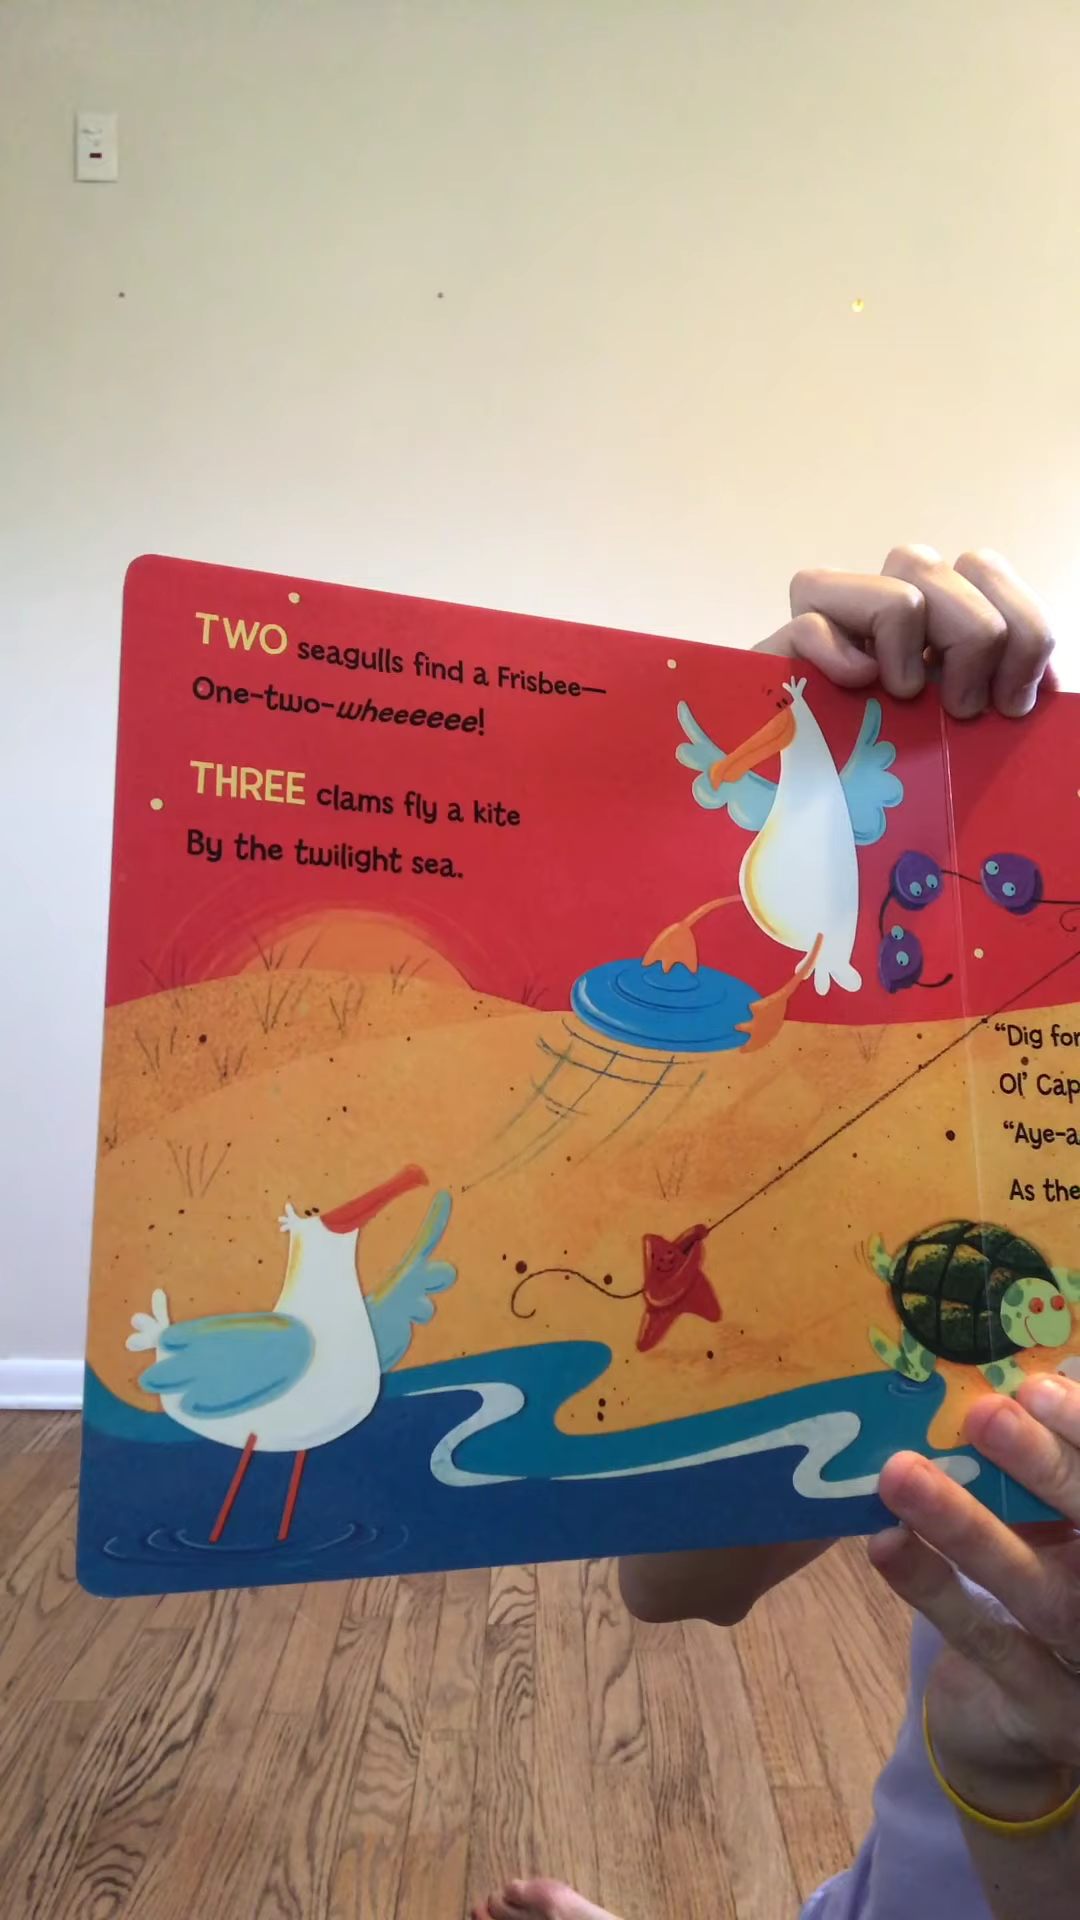 TWO seagulls find a Frisbee—
One-two-wheeeeee!
THREE clams fly a kite
By the twilight sea.
“Dig for
Ol’ Cap
“Aye-a
As the